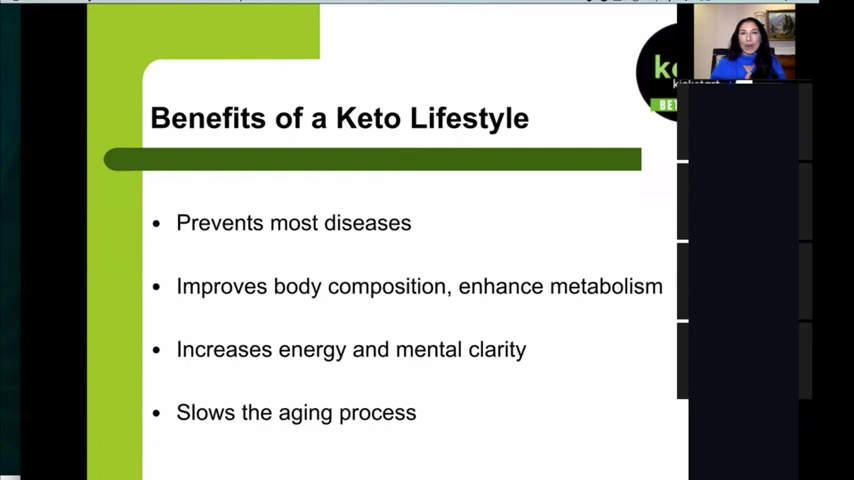 Benefits of a Keto Lifestyle
• Prevents most diseases
• Improves body composition, enhance metabolism
• Increases energy and mental clarity
• Slows the aging process